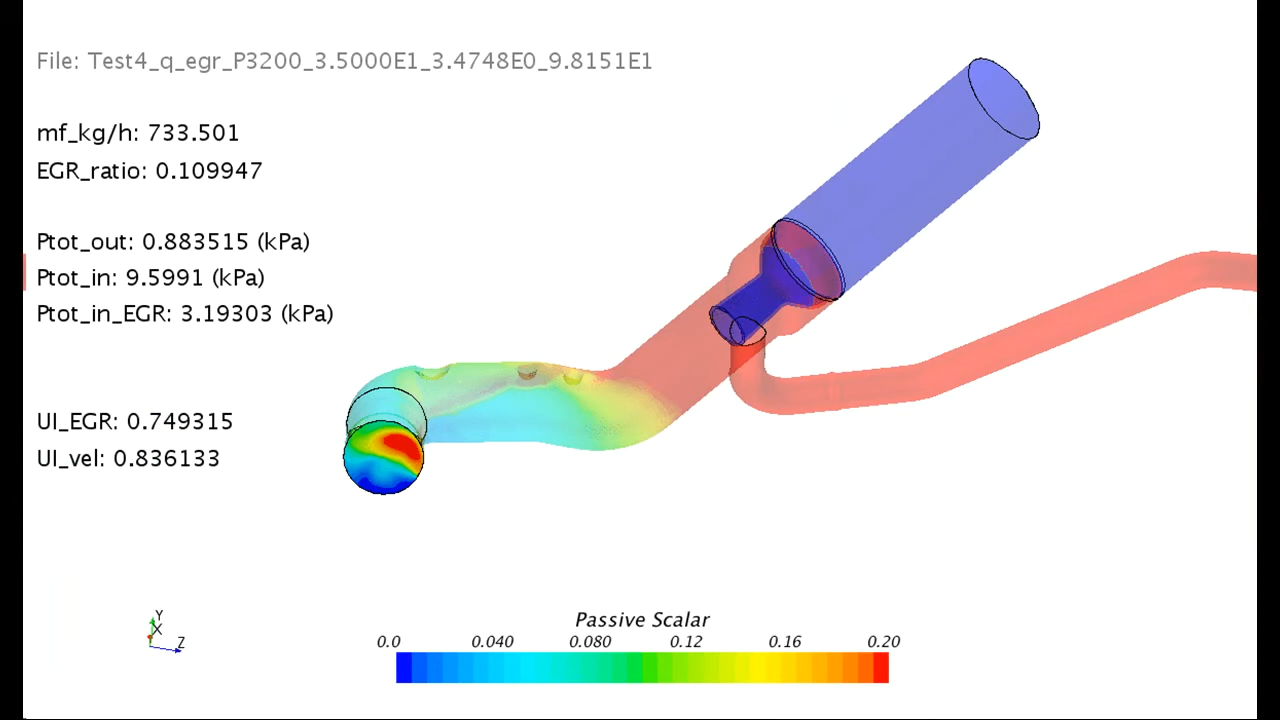 File: Test4_q_egr_P3200_3.5000E1_3.4748E0_9.8151E1
mf_kg/h: 733.501
EGR_ratio: 0.109947
Ptot_out: 0.883515 (kPa)
Ptot_in: 9.5991 (kPa)
Ptot_in_EGR: 3.19303 (kPa)
UI_EGR: 0.749315
UI_vel: 0.836133
Y
X
Z
Passive Scalar
0.0 0.040 0.080 0.12 0.16 0.20